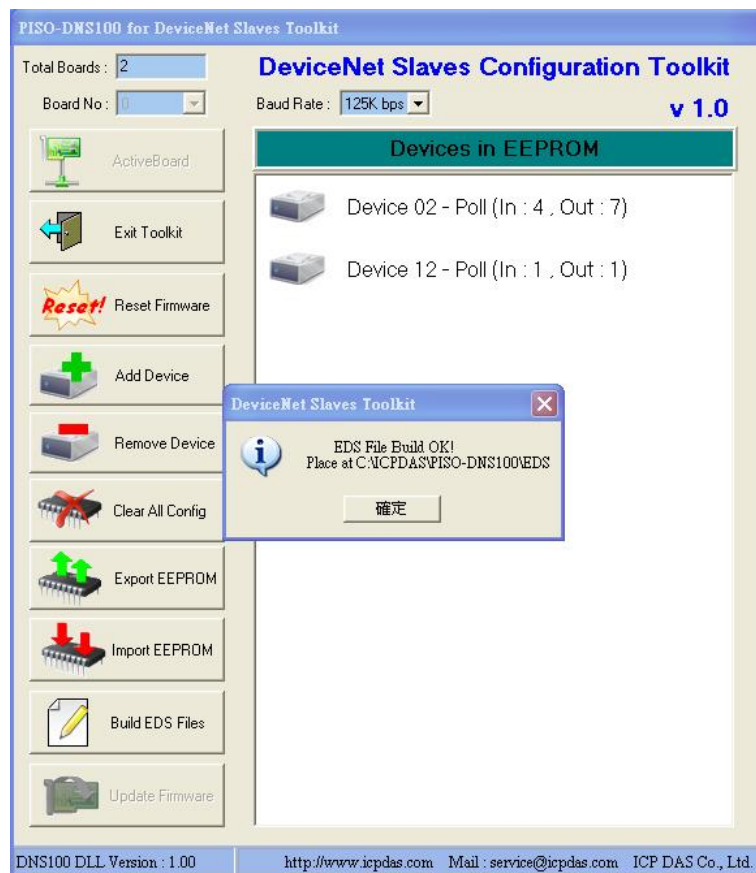 PISO-DNS100 for DeviceNet Slaves Toolkit
Total Boards : 2
Board No : 0
DeviceNet Slaves Configuration Toolkit
Baud Rate : 125K bps
v 1.0
ActiveBoard
Exit Toolkit
Reset! Reset Firmware
Add Device
Remove Device
Clear All Config
Export EEPROM
Import EEPROM
Build EDS Files
Update Firmware
Devices in EEPROM
Device 02 - Poll (In : 4 , Out : 7)
Device 12 - Poll (In : 1 , Out : 1)
DeviceNet Slaves Toolkit
EDS File Build OK!
Place at C:\ICPDAS\PISO-DNS100\EDS
確定
DNS100 DLL Version : 1.00
http://www.icpdas.com Mail : service@icpdas.com ICP DAS Co., Ltd.